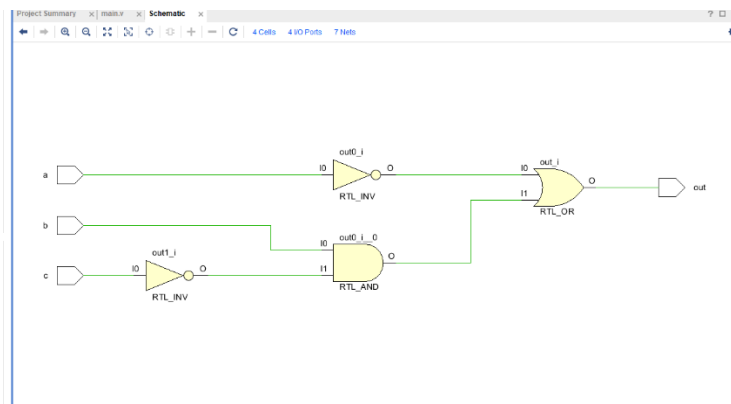 Project Summary × main.v × Schematic ×
? □
4 Cells 4 I/O Ports 7 Nets
out0_i
out_i
a
I0
O
I0
O
out
I1
RTL_INV
RTL_OR
b
out0_i__0
out1_i
I0
O
c
I0
O
I1
RTL_INV
RTL_AND